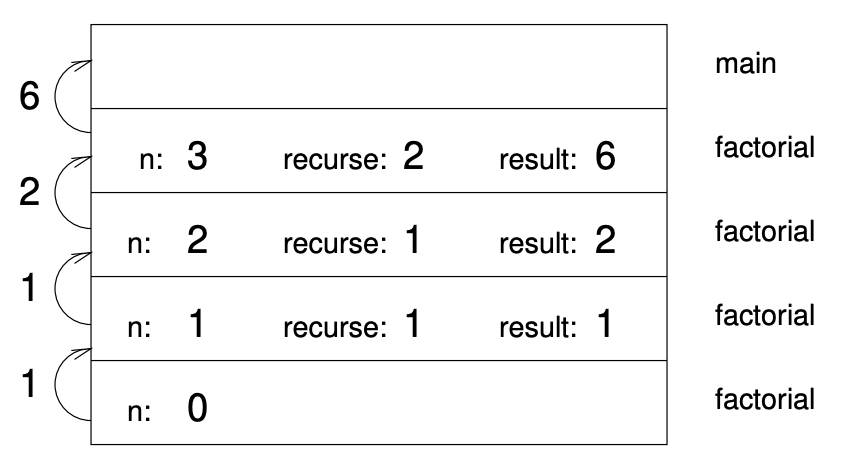 main
6
n: 3 recurse: 2 result: 6 factorial
2
n: 2 recurse: 1 result: 2 factorial
1
n: 1 recurse: 1 result: 1 factorial
1
n: 0 factorial